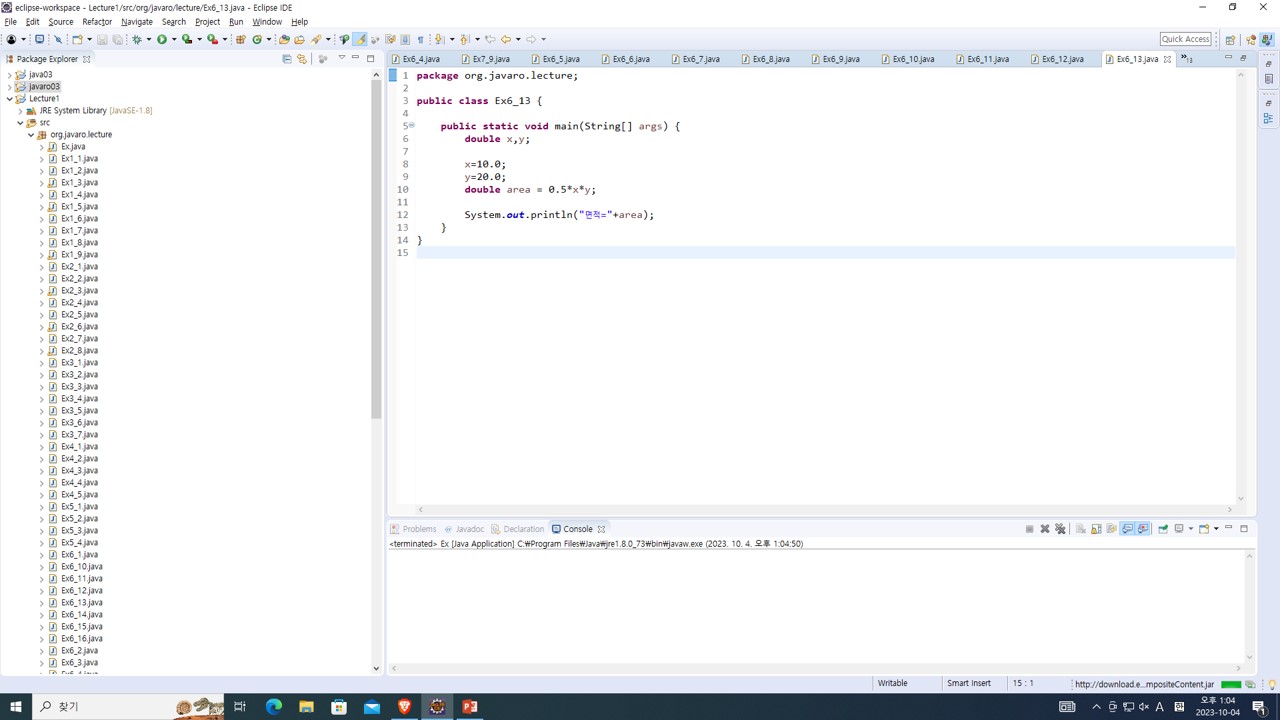 eclipse-workspace - Lecture1/src/org/javaro/lecture/Ex6_13.java - Eclipse IDE
File Edit Source Refactor Navigate Search Project Run Window Help
Quick Access
Package Explorer
Ex6_4.java Ex7_9.java Ex6_5.java Ex6_6.java Ex6_7.java Ex6_8.java Ex6_9.java Ex6_10.java Ex6_11.java Ex6_12.java Ex6_13.java »13
java03
javaro03
Lecture1
JRE System Library [JavaSE-1.8]
src
org.javaro.lecture
Ex.java
Ex1_1.java
Ex1_2.java
Ex1_3.java
Ex1_4.java
Ex1_5.java
Ex1_6.java
Ex1_7.java
Ex1_8.java
Ex1_9.java
Ex2_1.java
Ex2_2.java
Ex2_3.java
Ex2_4.java
Ex2_5.java
Ex2_6.java
Ex2_7.java
Ex2_8.java
Ex3_1.java
Ex3_2.java
Ex3_3.java
Ex3_4.java
Ex3_5.java
Ex3_6.java
Ex3_7.java
Ex4_1.java
Ex4_2.java
Ex4_3.java
Ex4_4.java
Ex4_5.java
Ex5_1.java
Ex5_2.java
Ex5_3.java
Ex5_4.java
Ex6_1.java
Ex6_10.java
Ex6_11.java
Ex6_12.java
Ex6_13.java
Ex6_14.java
Ex6_15.java
Ex6_16.java
Ex6_2.java
Ex6_3.java
Ex6_4.java
1 package org.javaro.lecture;
2
3 public class Ex6_13 {
4
5 public static void main(String[] args) {
6 double x,y;
7
8 x=10.0;
9 y=20.0;
10 double area = 0.5*x*y;
11
12 System.out.println("면적="+area);
13 }
14 }
15
Problems Javadoc Declaration Console
<terminated> Ex [Java Application] C:₩Program Files₩Java₩jre1.8.0_73₩bin₩javaw.exe (2023. 10. 4. 오후 1:04:50)
Writable Smart Insert 15 : 1 http://download.e...mpositeContent.jar
찾기
A 한
오후 1:04
2023-10-04
1